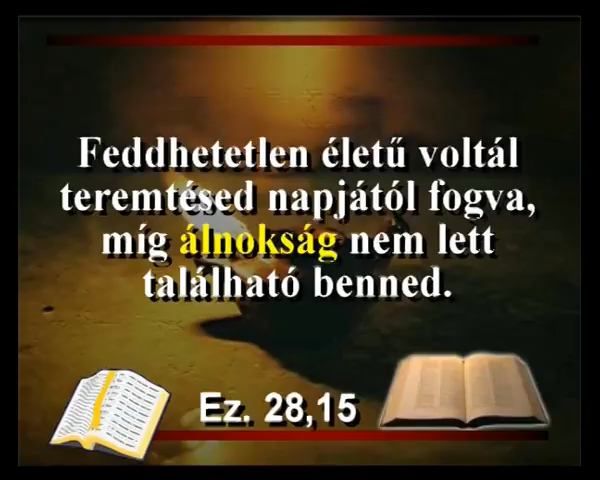 Feddhetetlen életű voltál
teremtésed napjától fogva,
míg álnokság nem lett
található benned.
Ez. 28,15